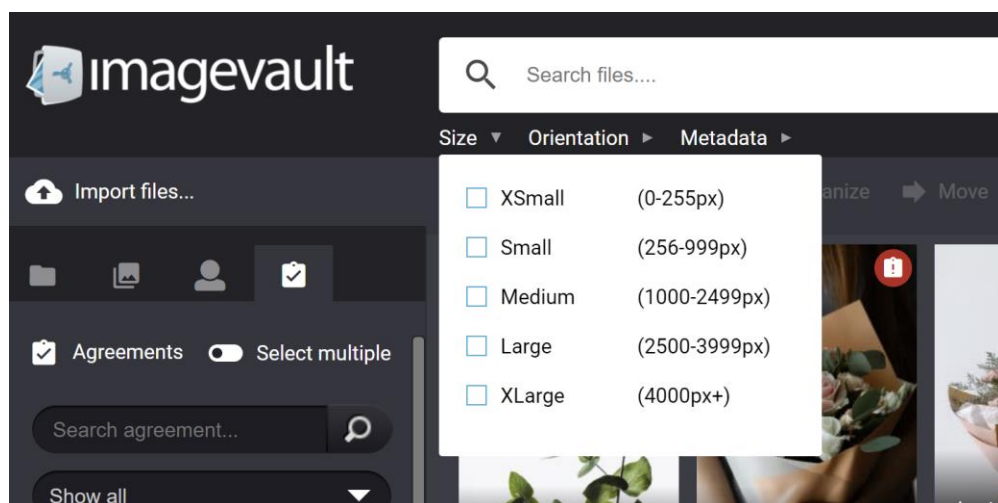 imagevault
Search files....
Size Orientation Metadata
Import files...
XSmall (0-255px)
Small (256-999px)
Medium (1000-2499px)
Large (2500-3999px)
XLarge (4000px+)
Move
Agreements Select multiple
Search agreement...
Show all